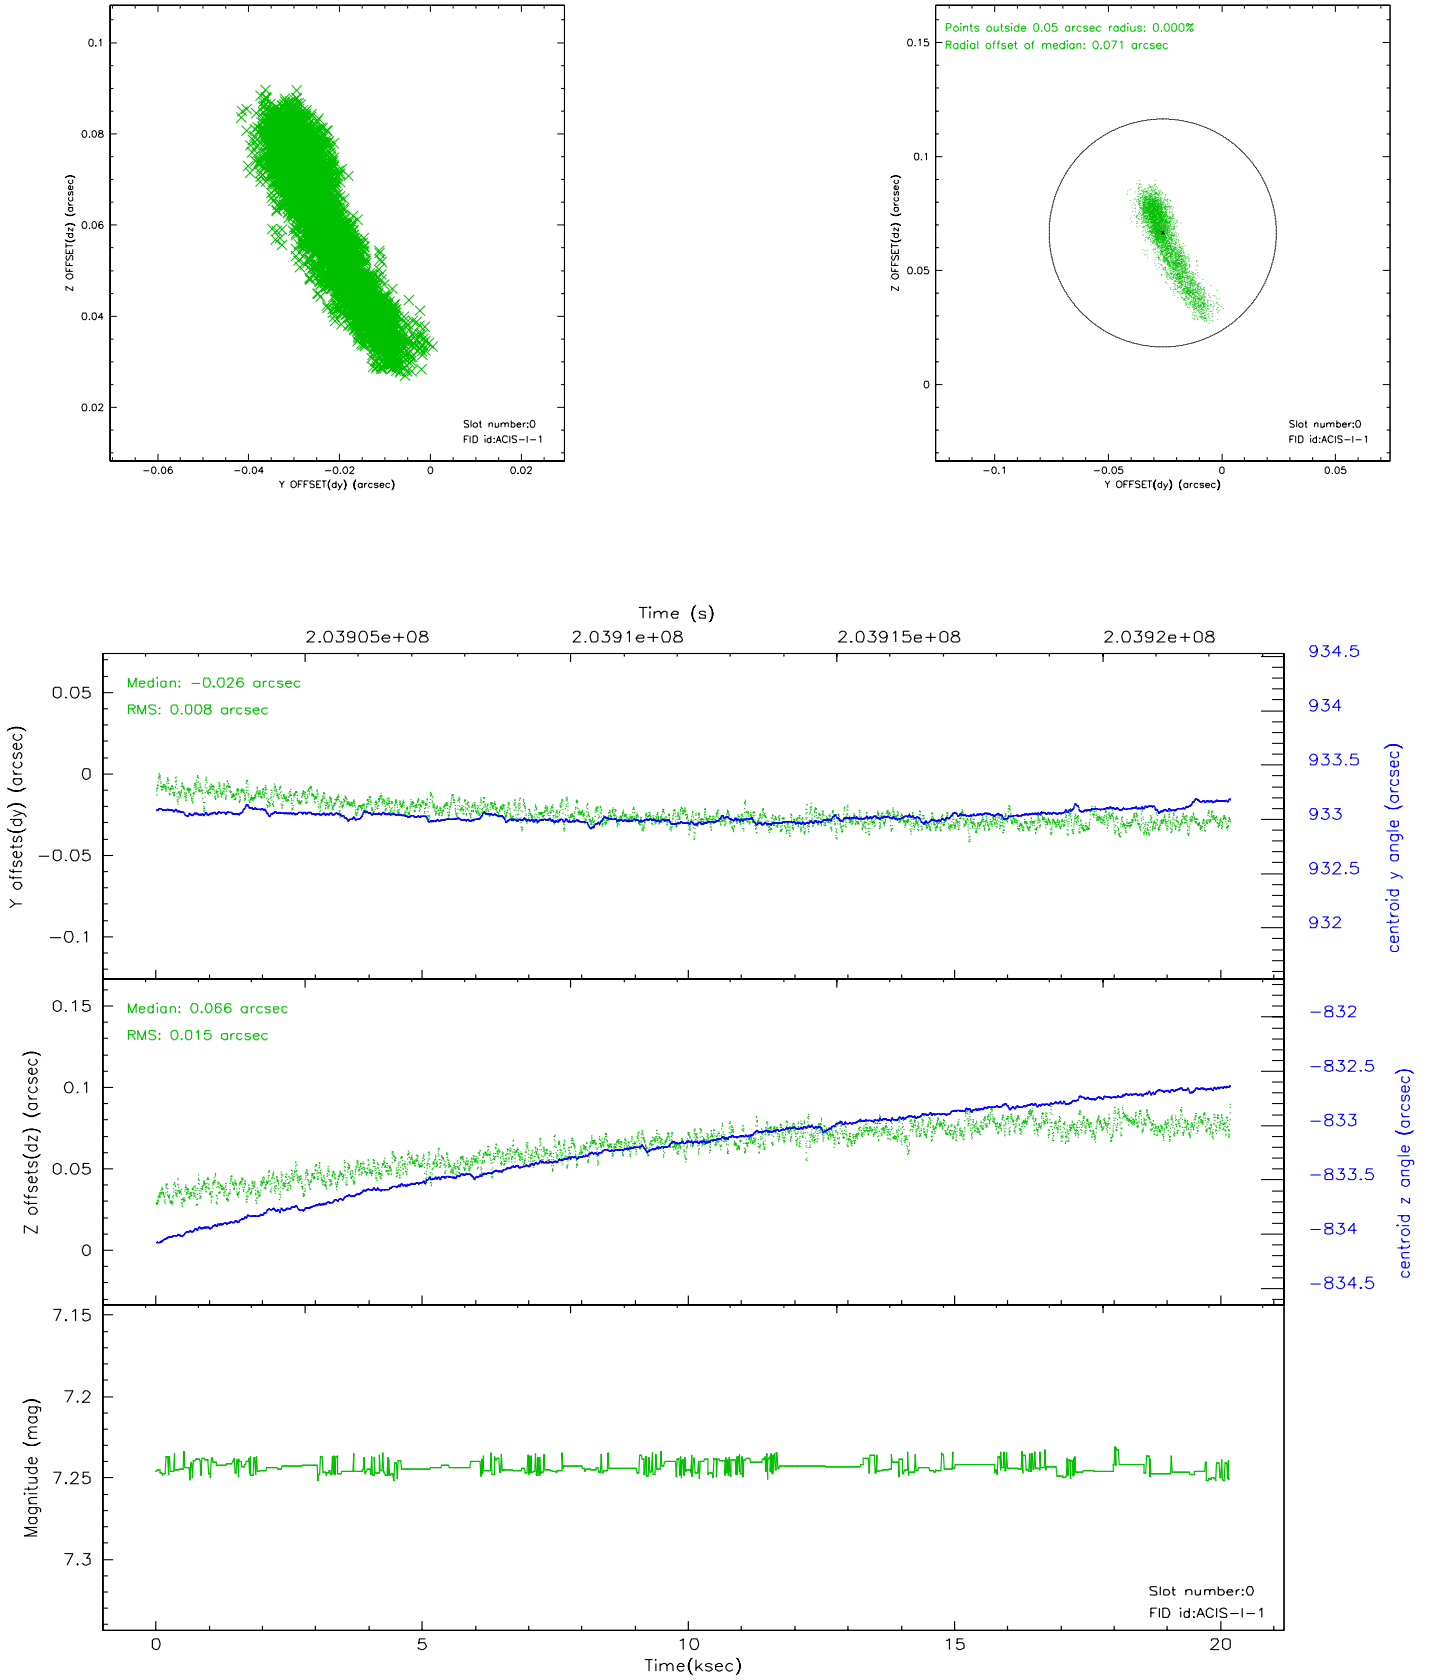 0.1
0.08
0.06
0.04
0.02
Z OFFSET(dz) (arcsec)
Slot number:0
FID id:ACIS-I-1
-0.06 -0.04 -0.02 0 0.02
Y OFFSET(dy) (arcsec)
Points outside 0.05 arcsec radius: 0.000%
Radial offset of median: 0.071 arcsec
0.15
0.1
0.05
0
Z OFFSET(dz) (arcsec)
Slot number:0
FID id:ACIS-I-1
-0.1 -0.05 0 0.05
Y OFFSET(dy) (arcsec)
Time (s)
2.03905e+08 2.0391e+08 2.03915e+08 2.0392e+08
Median: -0.026 arcsec
RMS: 0.008 arcsec
0.05
0
-0.05
-0.1
Y offsets(dy) (arcsec)
934.5
934
933.5
933
932.5
932
centroid y angle (arcsec)
Median: 0.066 arcsec
RMS: 0.015 arcsec
0.15
0.1
0.05
0
Z offsets(dz) (arcsec)
-832
-832.5
-833
-833.5
-834
-834.5
centroid z angle (arcsec)
7.15
7.2
7.25
7.3
Magnitude (mag)
Slot number:0
FID id:ACIS-I-1
0 5 10 15 20
Time(ksec)